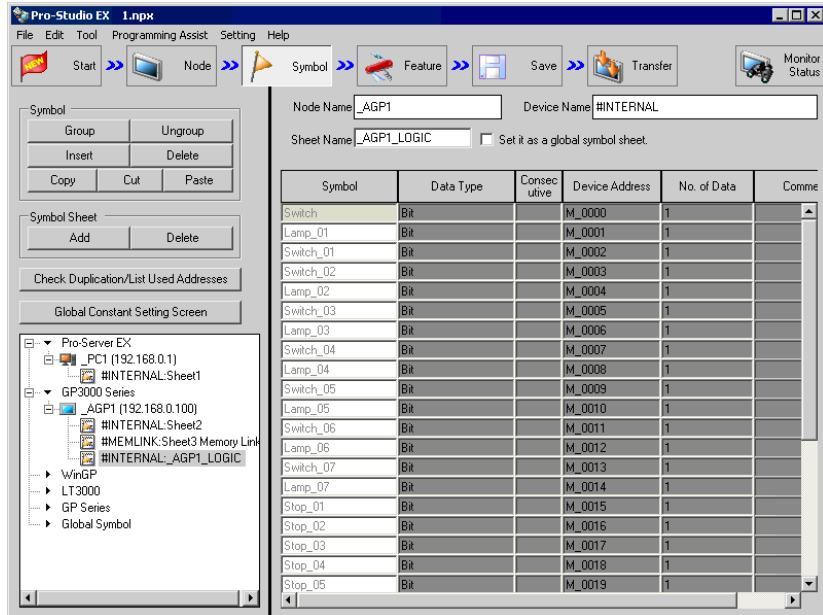 Pro-Studio EX 1.npx
File Edit Tool Programming Assist Setting Help
NEW Start Node Symbol Feature Save Transfer Monitor Status
Symbol
Group Ungroup
Insert Delete
Copy Cut Paste
Symbol Sheet
Add Delete
Check Duplication/List Used Addresses
Global Constant Setting Screen
Pro-Server EX
_PC1 (192.168.0.1)
#INTERNAL:Sheet1
GP3000 Series
_AGP1 (192.168.0.100)
#INTERNAL:Sheet2
#MEMLINK:Sheet3 Memory Link
#INTERNAL:_AGP1_LOGIC
WinGP
LT3000
GP Series
Global Symbol
Node Name _AGP1 Device Name #INTERNAL
Sheet Name _AGP1_LOGIC Set it as a global symbol sheet.
Symbol Data Type Consecutive Device Address No. of Data Comme
Switch Bit M_0000 1
Lamp_01 Bit M_0001 1
Switch_01 Bit M_0002 1
Switch_02 Bit M_0003 1
Lamp_02 Bit M_0004 1
Switch_03 Bit M_0005 1
Lamp_03 Bit M_0006 1
Switch_04 Bit M_0007 1
Lamp_04 Bit M_0008 1
Switch_05 Bit M_0009 1
Lamp_05 Bit M_0010 1
Switch_06 Bit M_0011 1
Lamp_06 Bit M_0012 1
Switch_07 Bit M_0013 1
Lamp_07 Bit M_0014 1
Stop_01 Bit M_0015 1
Stop_02 Bit M_0016 1
Stop_03 Bit M_0017 1
Stop_04 Bit M_0018 1
Stop_05 Bit M_0019 1